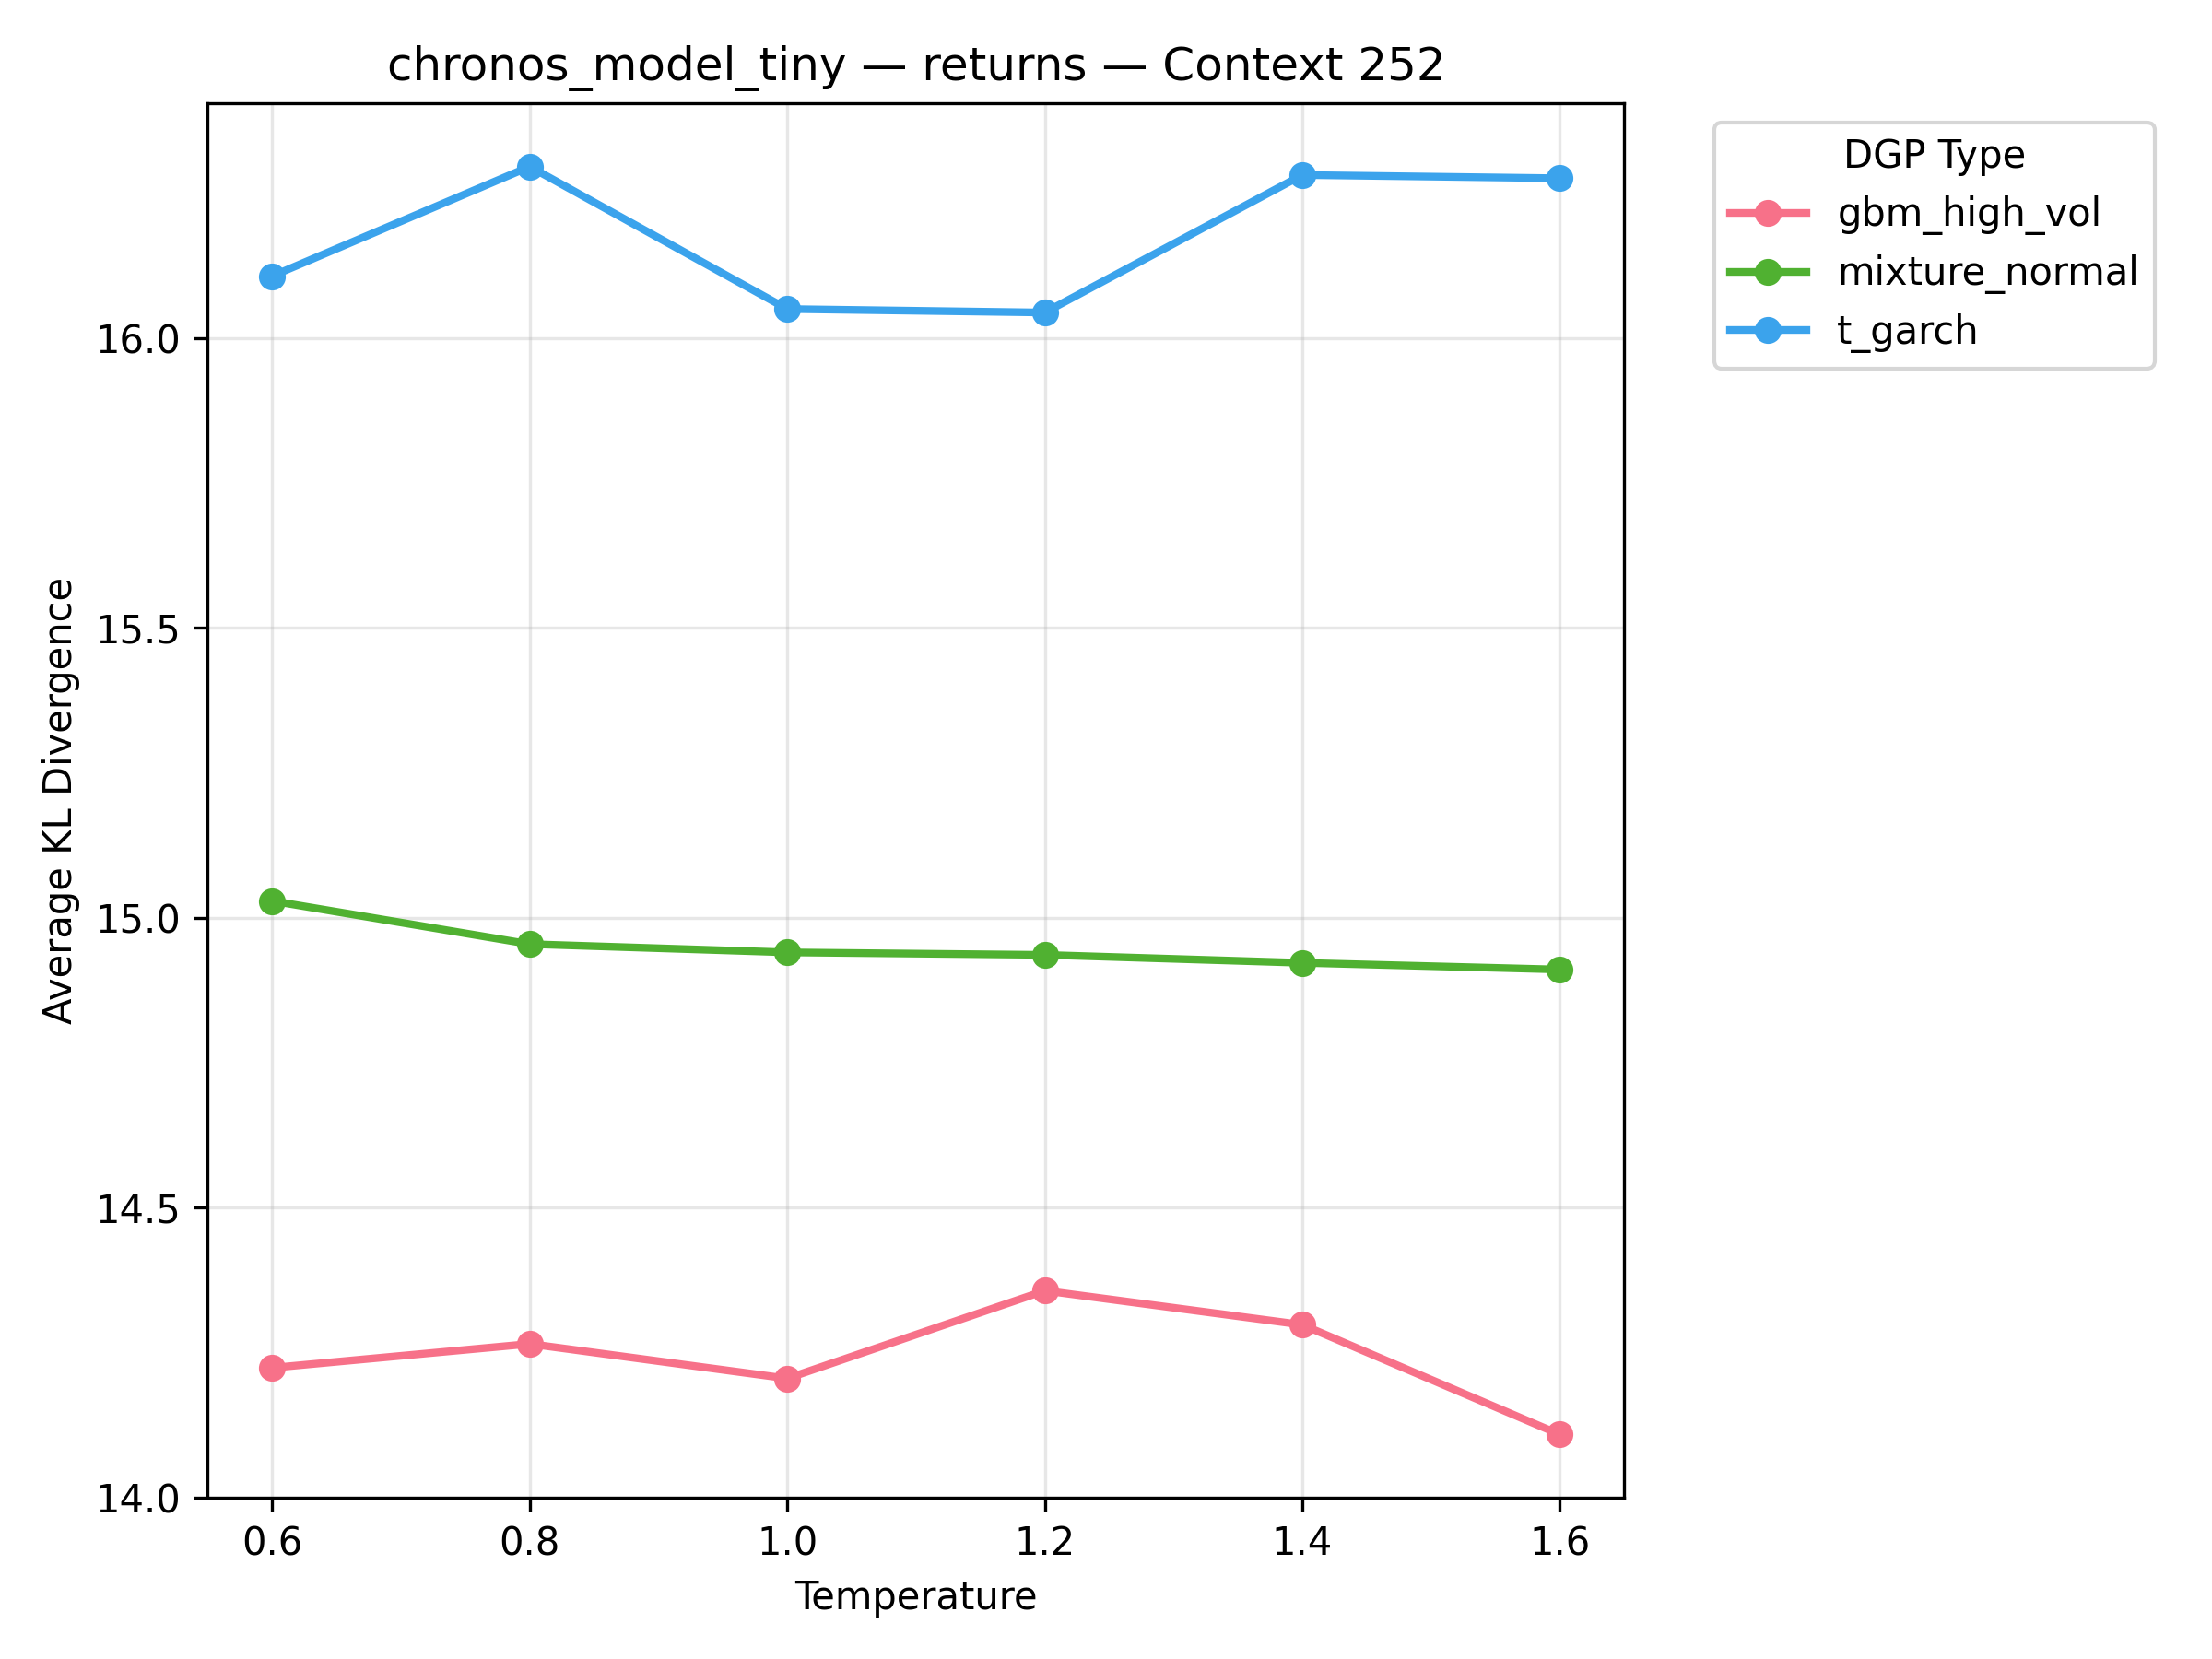 chronos_model_tiny — returns — Context 252
DGP Type
gbm_high_vol
mixture_normal
t_garch
Average KL Divergence
16.0
15.5
15.0
14.5
14.0
0.6 0.8 1.0 1.2 1.4 1.6
Temperature